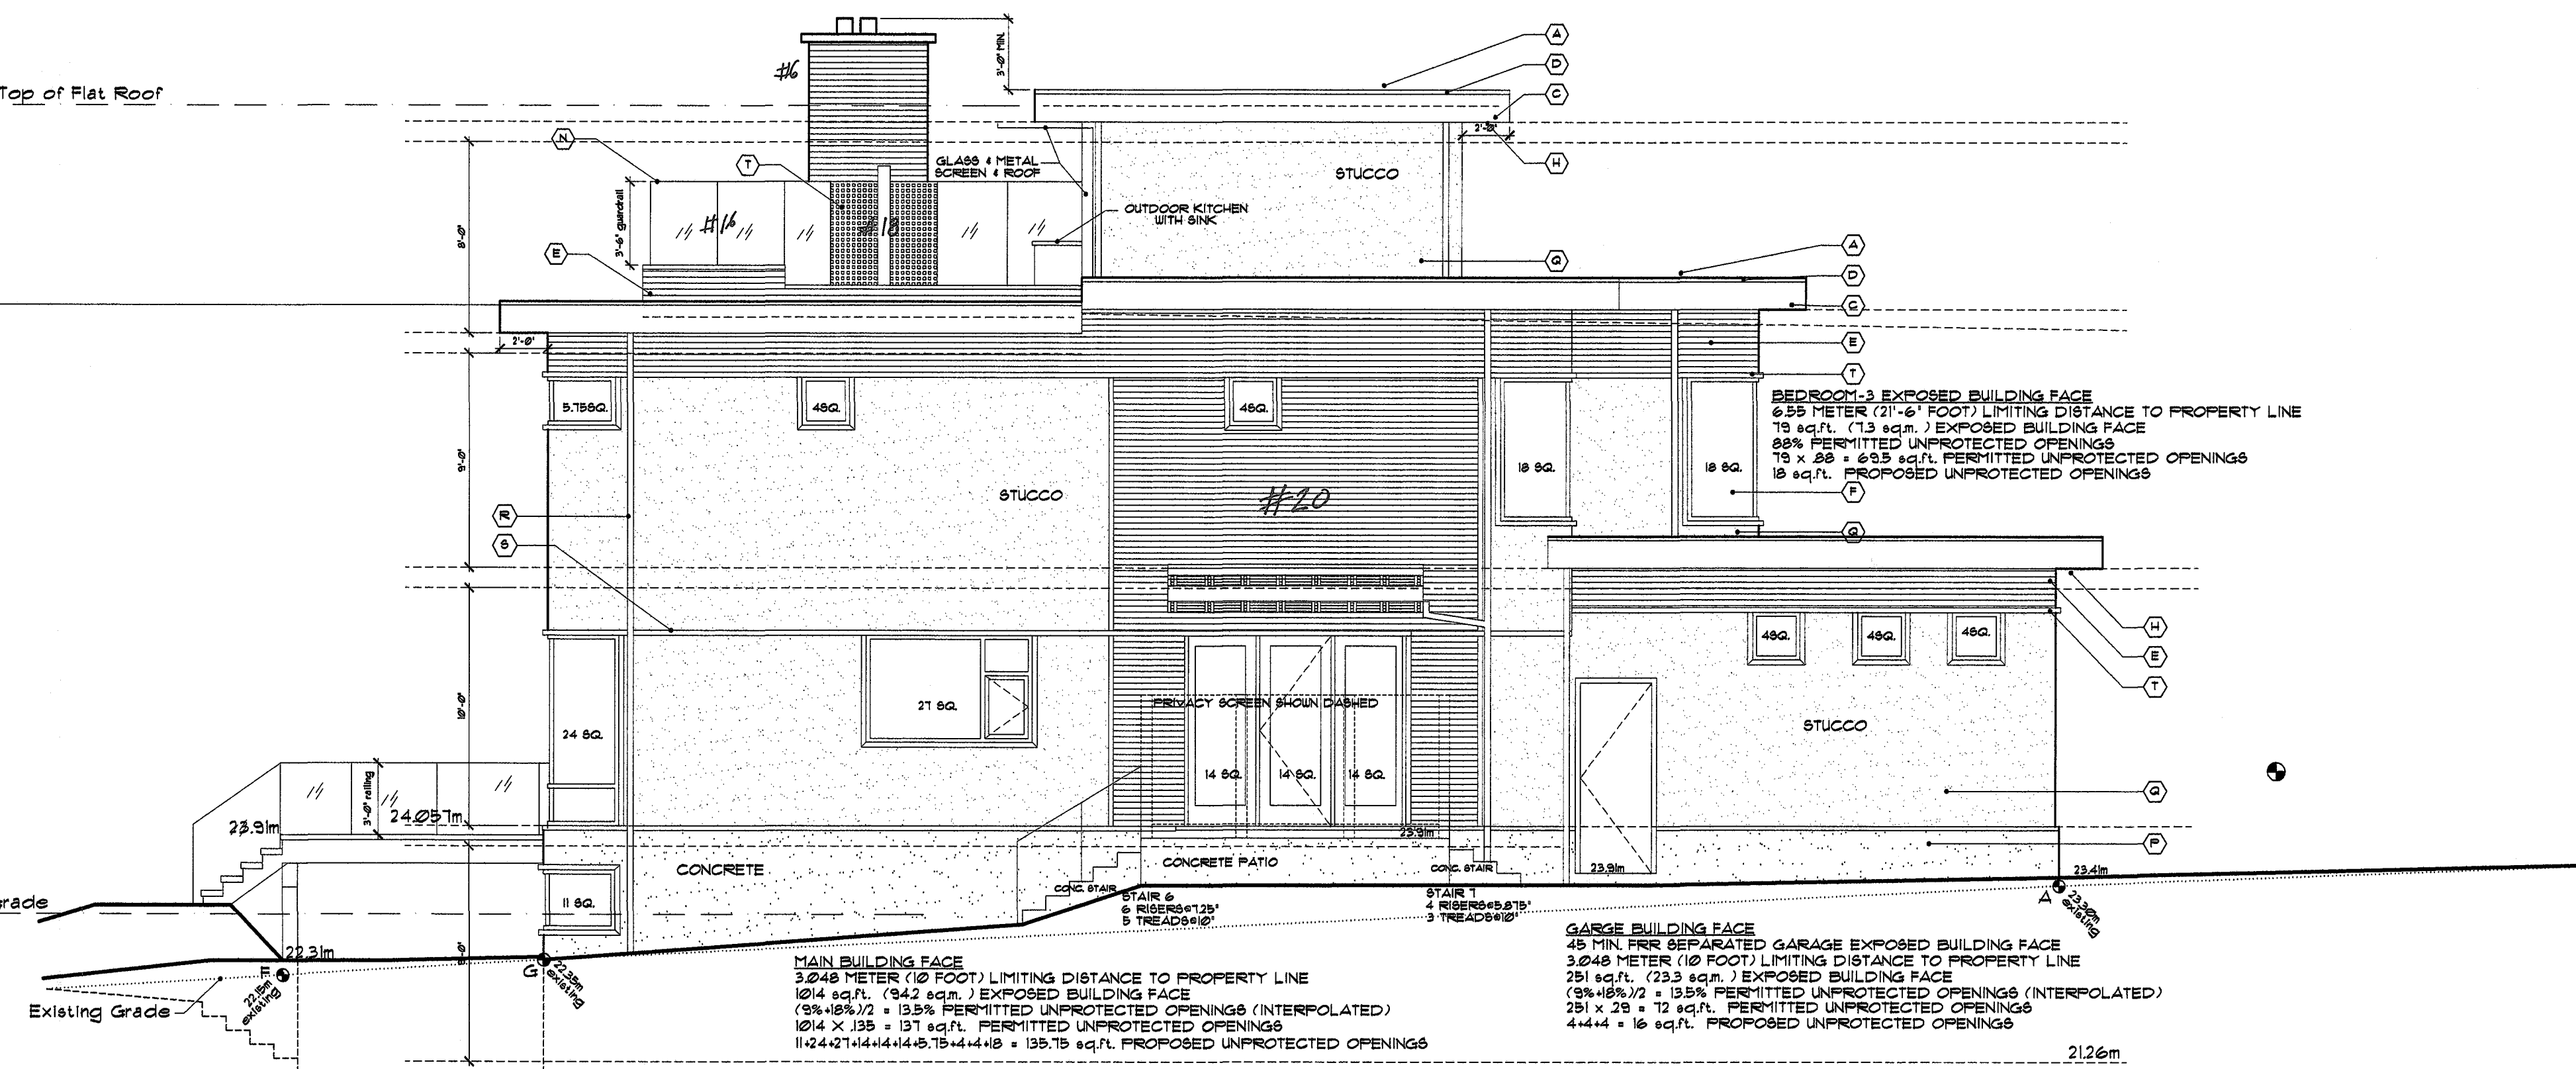 Top of Flat Roof
#16
3'-0" MIN.
A
D
C
2'-0"
H
N
T
GLASS & METAL
SCREEN & ROOF
STUCCO
OUTDOOR KITCHEN
WITH SINK
3'-6" guardrail
#16
#18
8'-0"
E
Q
A
D
C
2'-0"
E
T
5.75SQ.
4SQ.
4SQ.
18 SQ.
18 SQ.
BEDROOM-3 EXPOSED BUILDING FACE
6.55 METER (21'-6" FOOT) LIMITING DISTANCE TO PROPERTY LINE
79 sq.ft. (7.3 sq.m. ) EXPOSED BUILDING FACE
88% PERMITTED UNPROTECTED OPENINGS
79 x .88 = 69.5 sq.ft. PERMITTED UNPROTECTED OPENINGS
18 sq.ft. PROPOSED UNPROTECTED OPENINGS
9'-0"
STUCCO
#20
F
R
S
Q
H
E
T
4SQ.
4SQ.
4SQ.
10'-0"
27 SQ.
24 SQ.
PRIVACY SCREEN SHOWN DASHED
STUCCO
14 SQ.
14 SQ.
14 SQ.
Q
3'-0" railing
24.057m
23.91m
23.91m
CONCRETE
CONCRETE PATIO
CONC. STAIR
CONC. STAIR
23.91m
23.41m
P
STAIR 6
6 RISERS@7.25"
5 TREADS@10"
STAIR 7
4 RISERS@5.875"
3 TREADS@10"
A
23.30m
existing
rade
11 SQ.
22.31m
F
22.15m
existing
G
22.35m
existing
Existing Grade
MAIN BUILDING FACE
3.048 METER (10 FOOT) LIMITING DISTANCE TO PROPERTY LINE
1014 sq.ft. (94.2 sq.m. ) EXPOSED BUILDING FACE
(9%+18%)/2 = 13.5% PERMITTED UNPROTECTED OPENINGS (INTERPOLATED)
1014 X .135 = 137 sq.ft. PERMITTED UNPROTECTED OPENINGS
11+24+27+14+14+14+5.75+4+4+18 = 135.75 sq.ft. PROPOSED UNPROTECTED OPENINGS
GARGE BUILDING FACE
45 MIN. FRR SEPARATED GARAGE EXPOSED BUILDING FACE
3.048 METER (10 FOOT) LIMITING DISTANCE TO PROPERTY LINE
251 sq.ft. (23.3 sq.m. ) EXPOSED BUILDING FACE
(9%+18%)/2 = 13.5% PERMITTED UNPROTECTED OPENINGS (INTERPOLATED)
251 x .29 = 72 sq.ft. PERMITTED UNPROTECTED OPENINGS
4+4+4 = 16 sq.ft. PROPOSED UNPROTECTED OPENINGS
21.26m